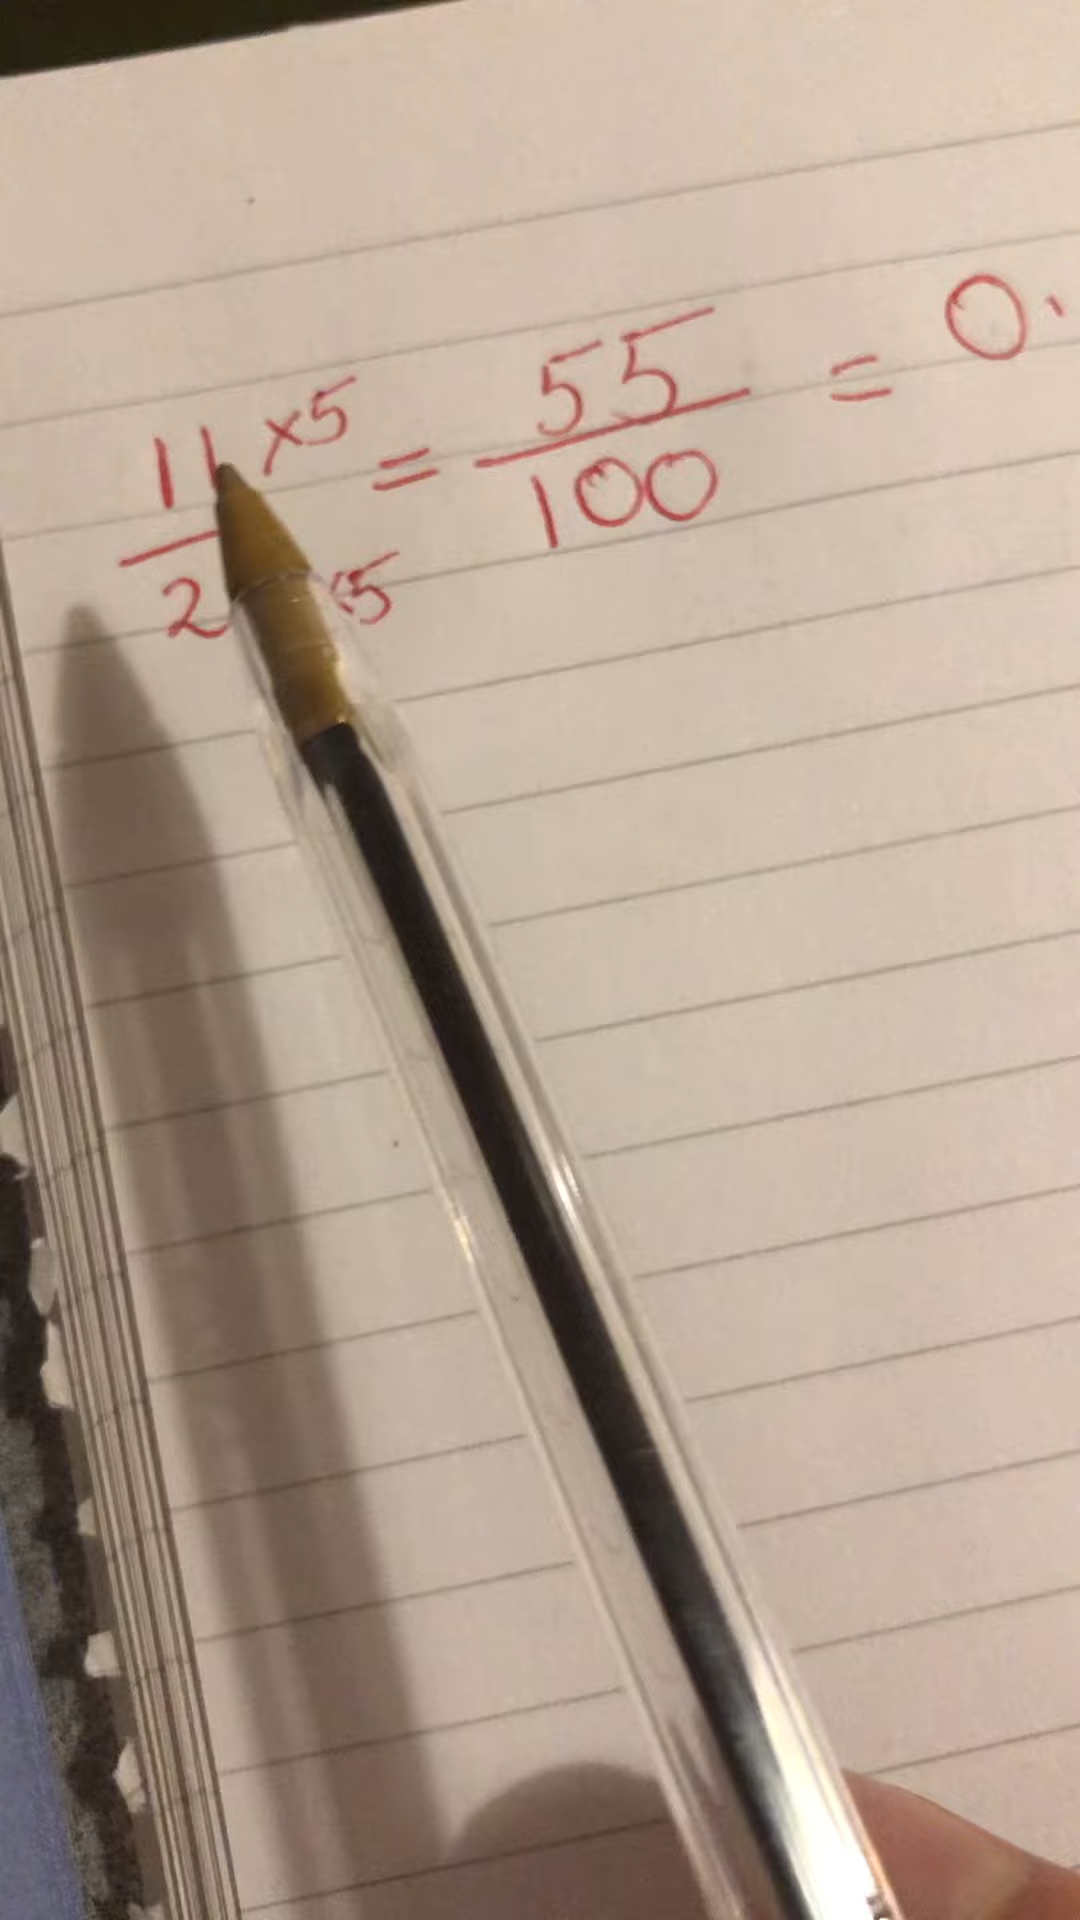 11 ×5 = 55 = 0.
2 5 100